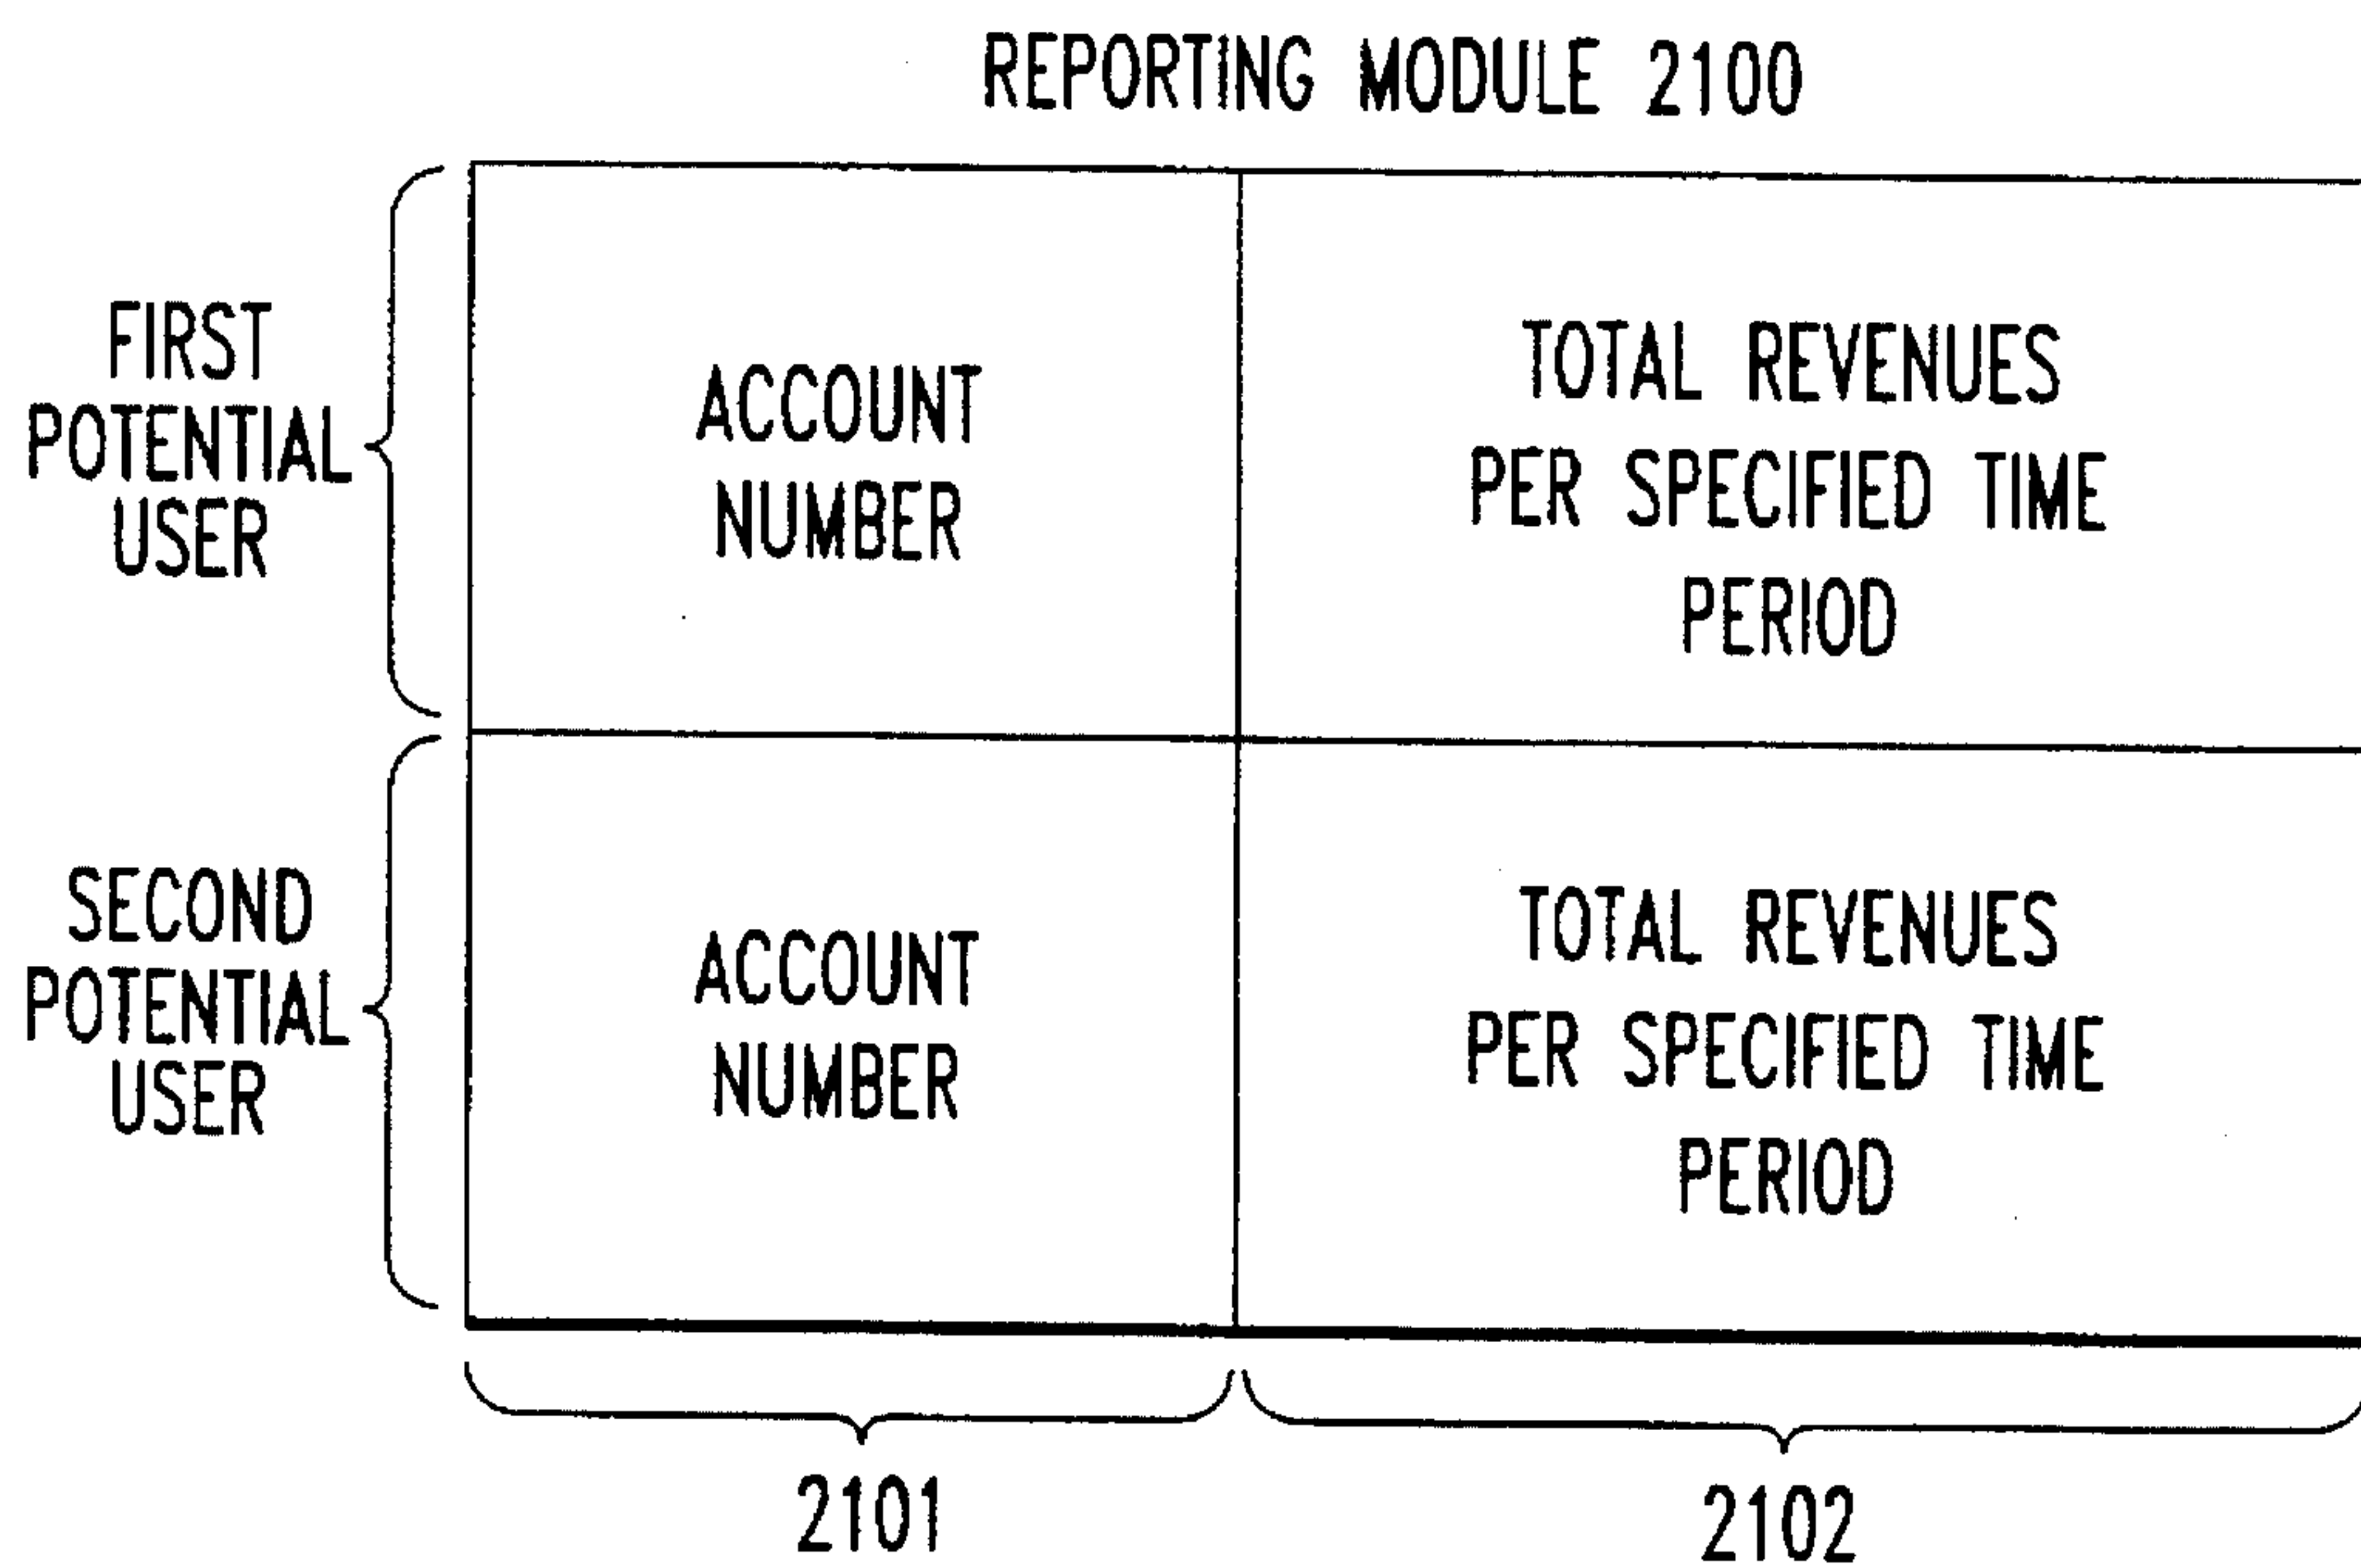 REPORTING MODULE 2100
FIRST
POTENTIAL
USER
ACCOUNT
NUMBER
TOTAL REVENUES
PER SPECIFIED TIME
PERIOD
SECOND
POTENTIAL
USER
ACCOUNT
NUMBER
TOTAL REVENUES
PER SPECIFIED TIME
PERIOD
2101
2102